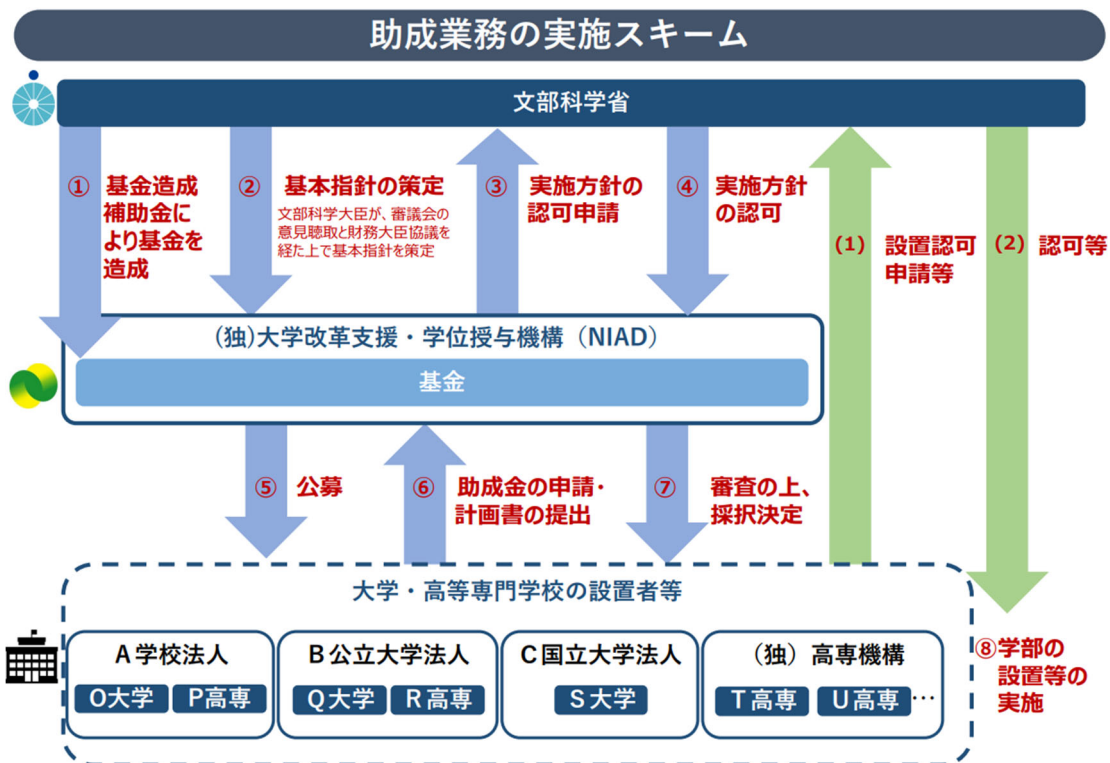 助成業務の実施スキーム
文部科学省
① 基金造成
補助金に
より基金を
造成
② 基本指針の策定
文部科学大臣が、審議会の
意見聴取と財務大臣協議を
経た上で基本指針を策定
③ 実施方針の
認可申請
④ 実施方針
の認可
(1) 設置認可
申請等
(2) 認可等
(独)大学改革支援・学位授与機構（NIAD）
基金
⑤ 公募
⑥ 助成金の申請・
計画書の提出
⑦ 審査の上、
採択決定
大学・高等専門学校の設置者等
A学校法人
O大学 P高専
B公立大学法人
Q大学 R高専
C国立大学法人
S大学
（独）高専機構
T高専 U高専…
⑧学部の
設置等の
実施